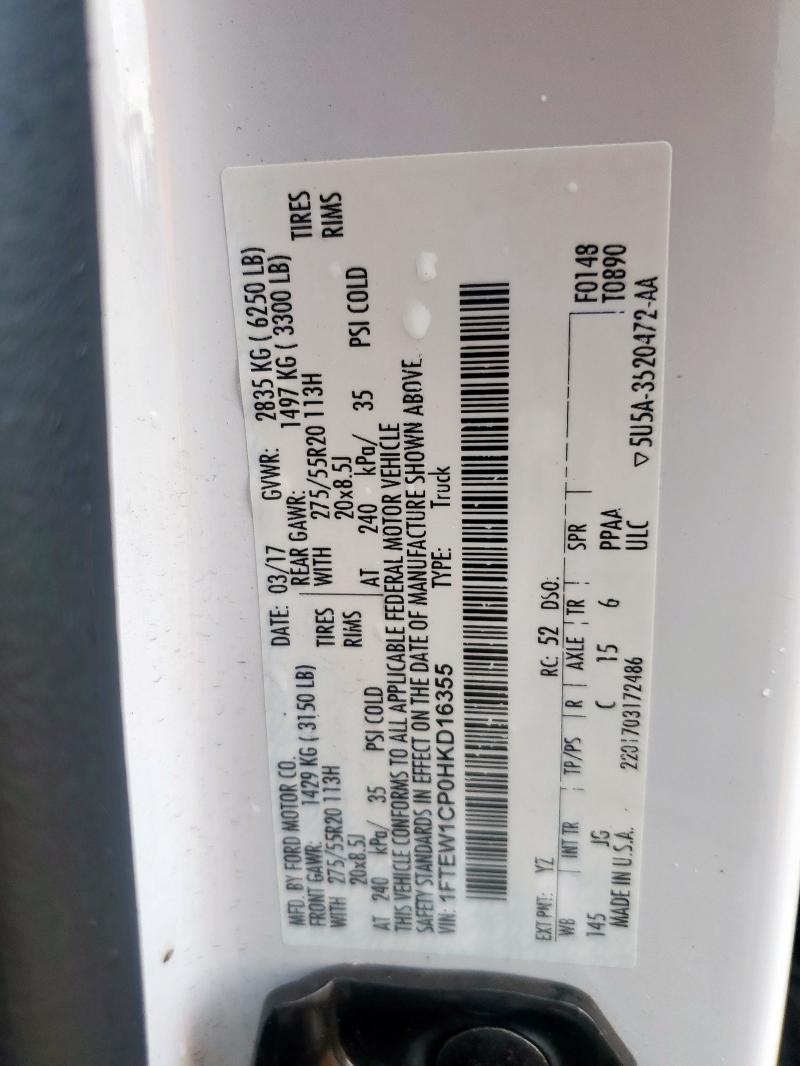 MFD. BY FORD MOTOR CO.
DATE: 03/17 GVWR: 2835 KG ( 6250 LB)
FRONT GAWR: 1429 KG ( 3150 LB)
REAR GAWR: 1497 KG ( 3300 LB)
WITH 275/55R20 113H TIRES
WITH 275/55R20 113H TIRES
20x8.5J RIMS
20x8.5J RIMS
AT 240 kPa/ 35 PSI COLD
AT 240 kPa/ 35 PSI COLD
THIS VEHICLE CONFORMS TO ALL APPLICABLE FEDERAL MOTOR VEHICLE
SAFETY STANDARDS IN EFFECT ON THE DATE OF MANUFACTURE SHOWN ABOVE.
VIN: 1FTEW1CP0HKD16355 TYPE: Truck
EXT PNT: YZ RC: 52 DSO:
WB INT TR TP/PS R AXLE TR SPR
F0148
145 JG C 15 6 PPAA T0890
MADE IN U.S.A. 2201703172486 ULC
▽5U5A-3520472-AA